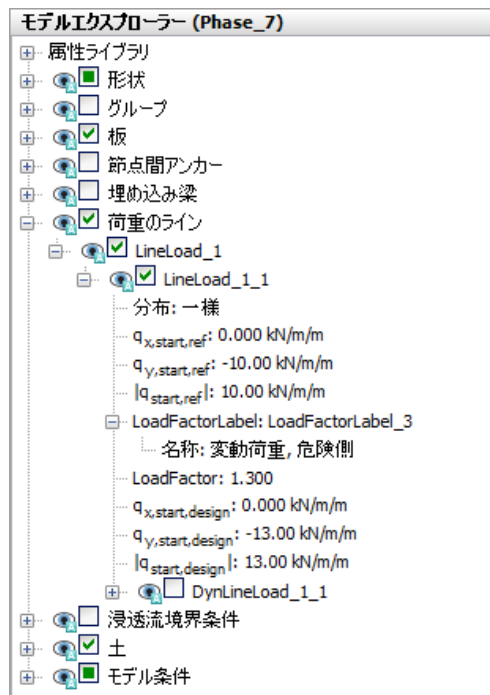 モデルエクスプローラー (Phase_7)
属性ライブラリ
形状
グループ
板
節点間アンカー
埋め込み梁
荷重のライン
LineLoad_1
LineLoad_1_1
分布: 一様
qx,start,ref: 0.000 kN/m/m
qy,start,ref: -10.00 kN/m/m
|qstart,ref|: 10.00 kN/m/m
LoadFactorLabel: LoadFactorLabel_3
名称: 変動荷重, 危険側
LoadFactor: 1.300
qx,start,design: 0.000 kN/m/m
qy,start,design: -13.00 kN/m/m
|qstart,design|: 13.00 kN/m/m
DynLineLoad_1_1
浸透流境界条件
土
モデル条件